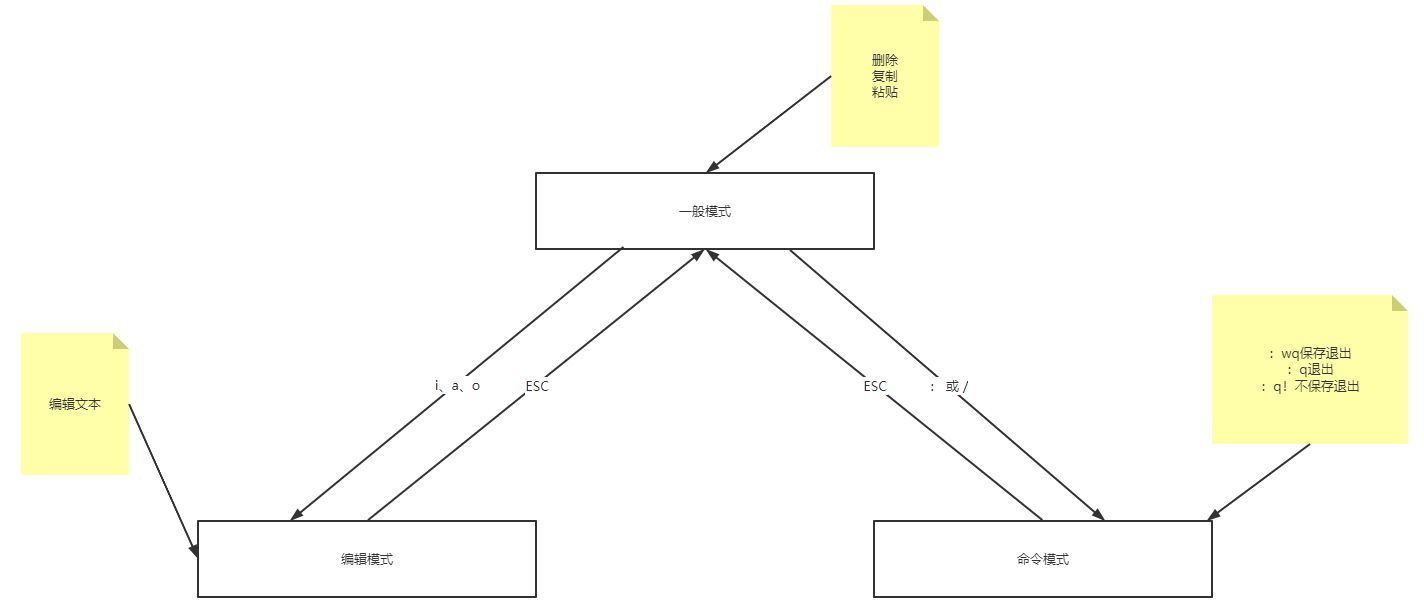 删除
复制
粘贴
一般模式
i、a、o
ESC
ESC
： 或 /
编辑文本
：wq保存退出
：q退出
：q！不保存退出
编辑模式
命令模式